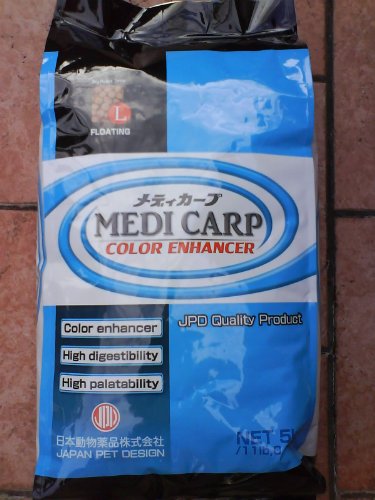 L
FLOATING
メディカープ
MEDI CARP
COLOR ENHANCER
JPD Quality Product
Color enhancer
High digestibility
High palatability
JPD
日本動物薬品株式会社
JAPAN PET DESIGN
NET 5